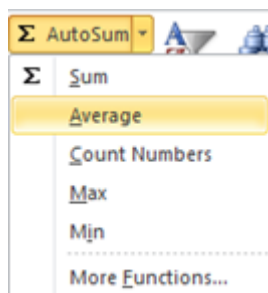 Σ AutoSum
Σ Sum
Average
Count Numbers
Max
Min
More Functions...